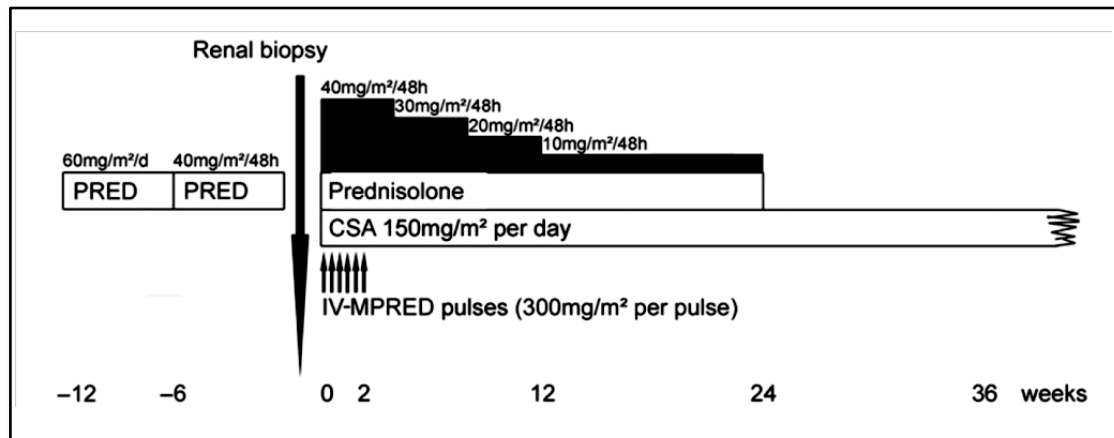 Renal biopsy
40mg/m²/48h
30mg/m²/48h
20mg/m²/48h
10mg/m²/48h
60mg/m²/d 40mg/m²/48h
PRED PRED
Prednisolone
CSA 150mg/m² per day
IV-MPRED pulses (300mg/m² per pulse)
–12 –6 0 2 12 24 36 weeks